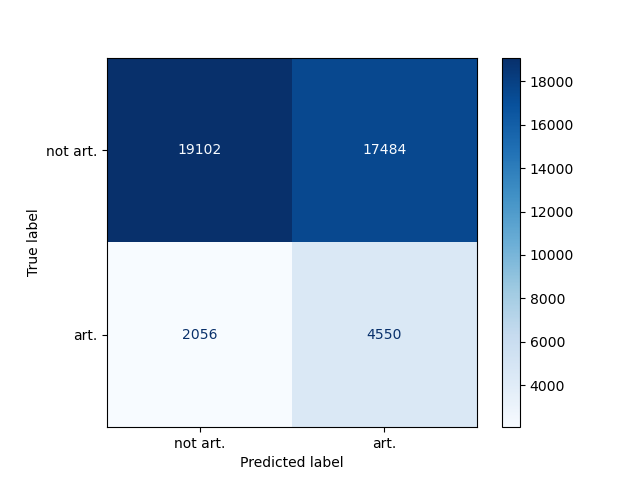 not art.
19102
17484
art.
2056
4550
not art.
art.
Predicted label
True label
18000
16000
14000
12000
10000
8000
6000
4000